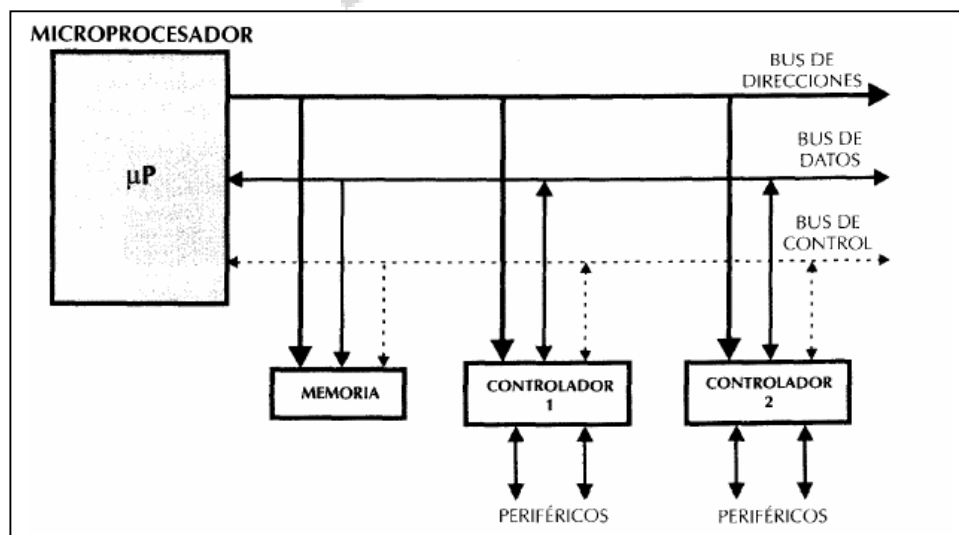 MICROPROCESADOR
µP
BUS DE
DIRECCIONES
BUS DE
DATOS
BUS DE
CONTROL
MEMORIA
CONTROLADOR
1
CONTROLADOR
2
PERIFÉRICOS
PERIFÉRICOS